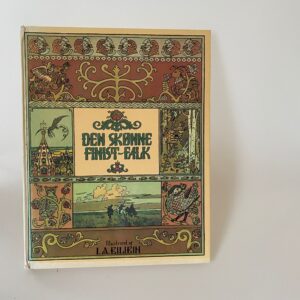 DEN SKØNNE
FINIST-FALK
Illustreret af
I.A. BILIBIN